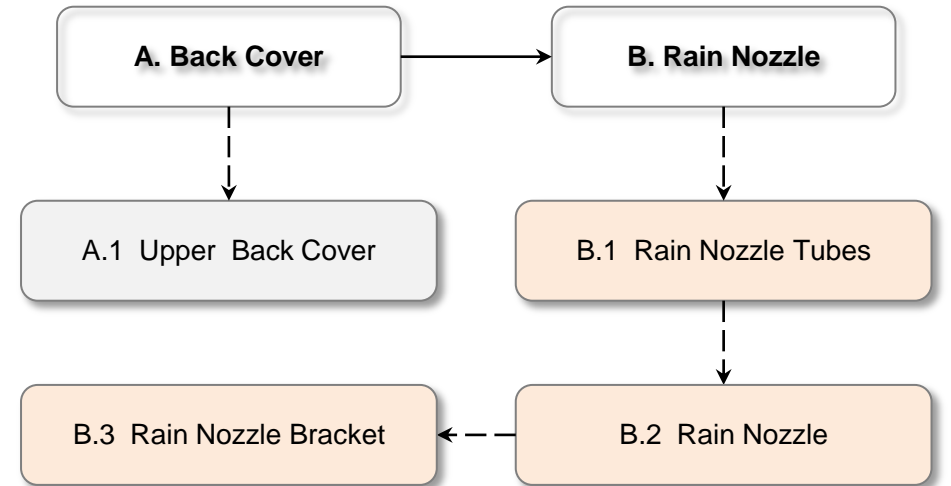 A. Back Cover
B. Rain Nozzle
A.1 Upper Back Cover
B.1 Rain Nozzle Tubes
B.3 Rain Nozzle Bracket
B.2 Rain Nozzle